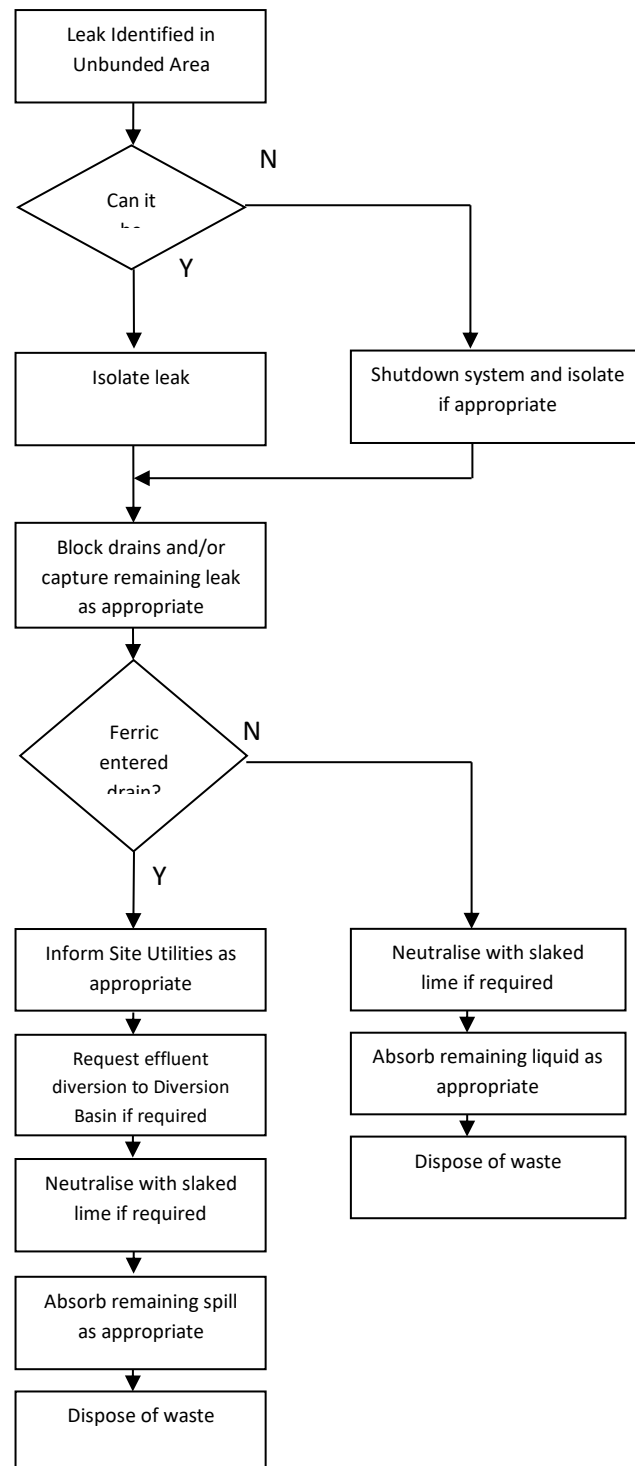 Leak Identified in
Unbunded Area
N
Can it
Y
Isolate leak
Shutdown system and isolate
if appropriate
Block drains and/or
capture remaining leak
as appropriate
Ferric
entered
drain?
N
Y
Inform Site Utilities as
appropriate
Neutralise with slaked
lime if required
Request effluent
diversion to Diversion
Basin if required
Absorb remaining liquid as
appropriate
Neutralise with slaked
lime if required
Dispose of waste
Absorb remaining spill
as appropriate
Dispose of waste